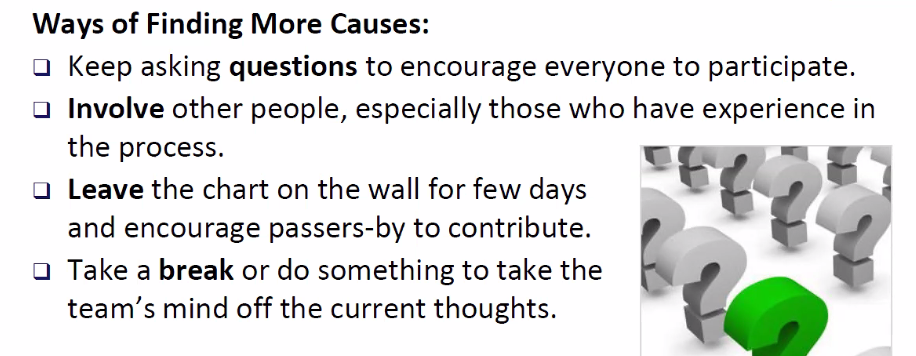 Ways of Finding More Causes:
❑ Keep asking questions to encourage everyone to participate.
❑ Involve other people, especially those who have experience in
the process.
❑ Leave the chart on the wall for few days
and encourage passers-by to contribute.
❑ Take a break or do something to take the
team's mind off the current thoughts.